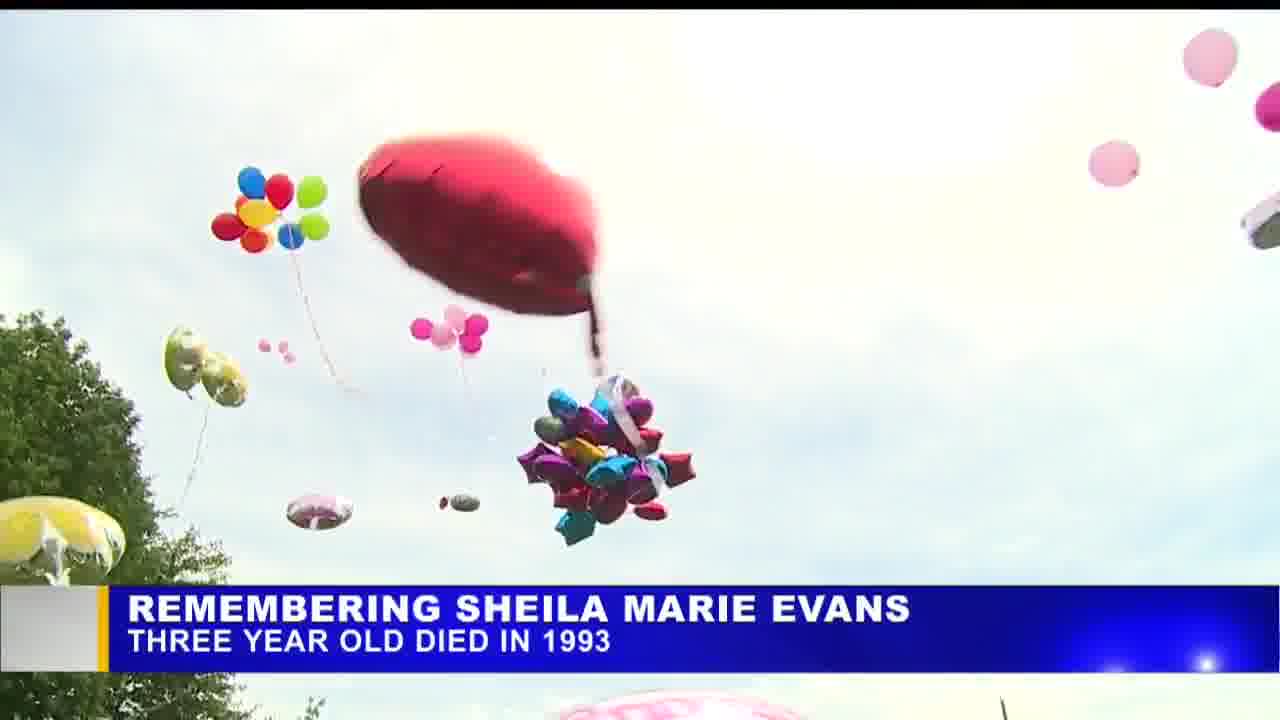 REMEMBERING SHEILA MARIE EVANS
THREE YEAR OLD DIED IN 1993